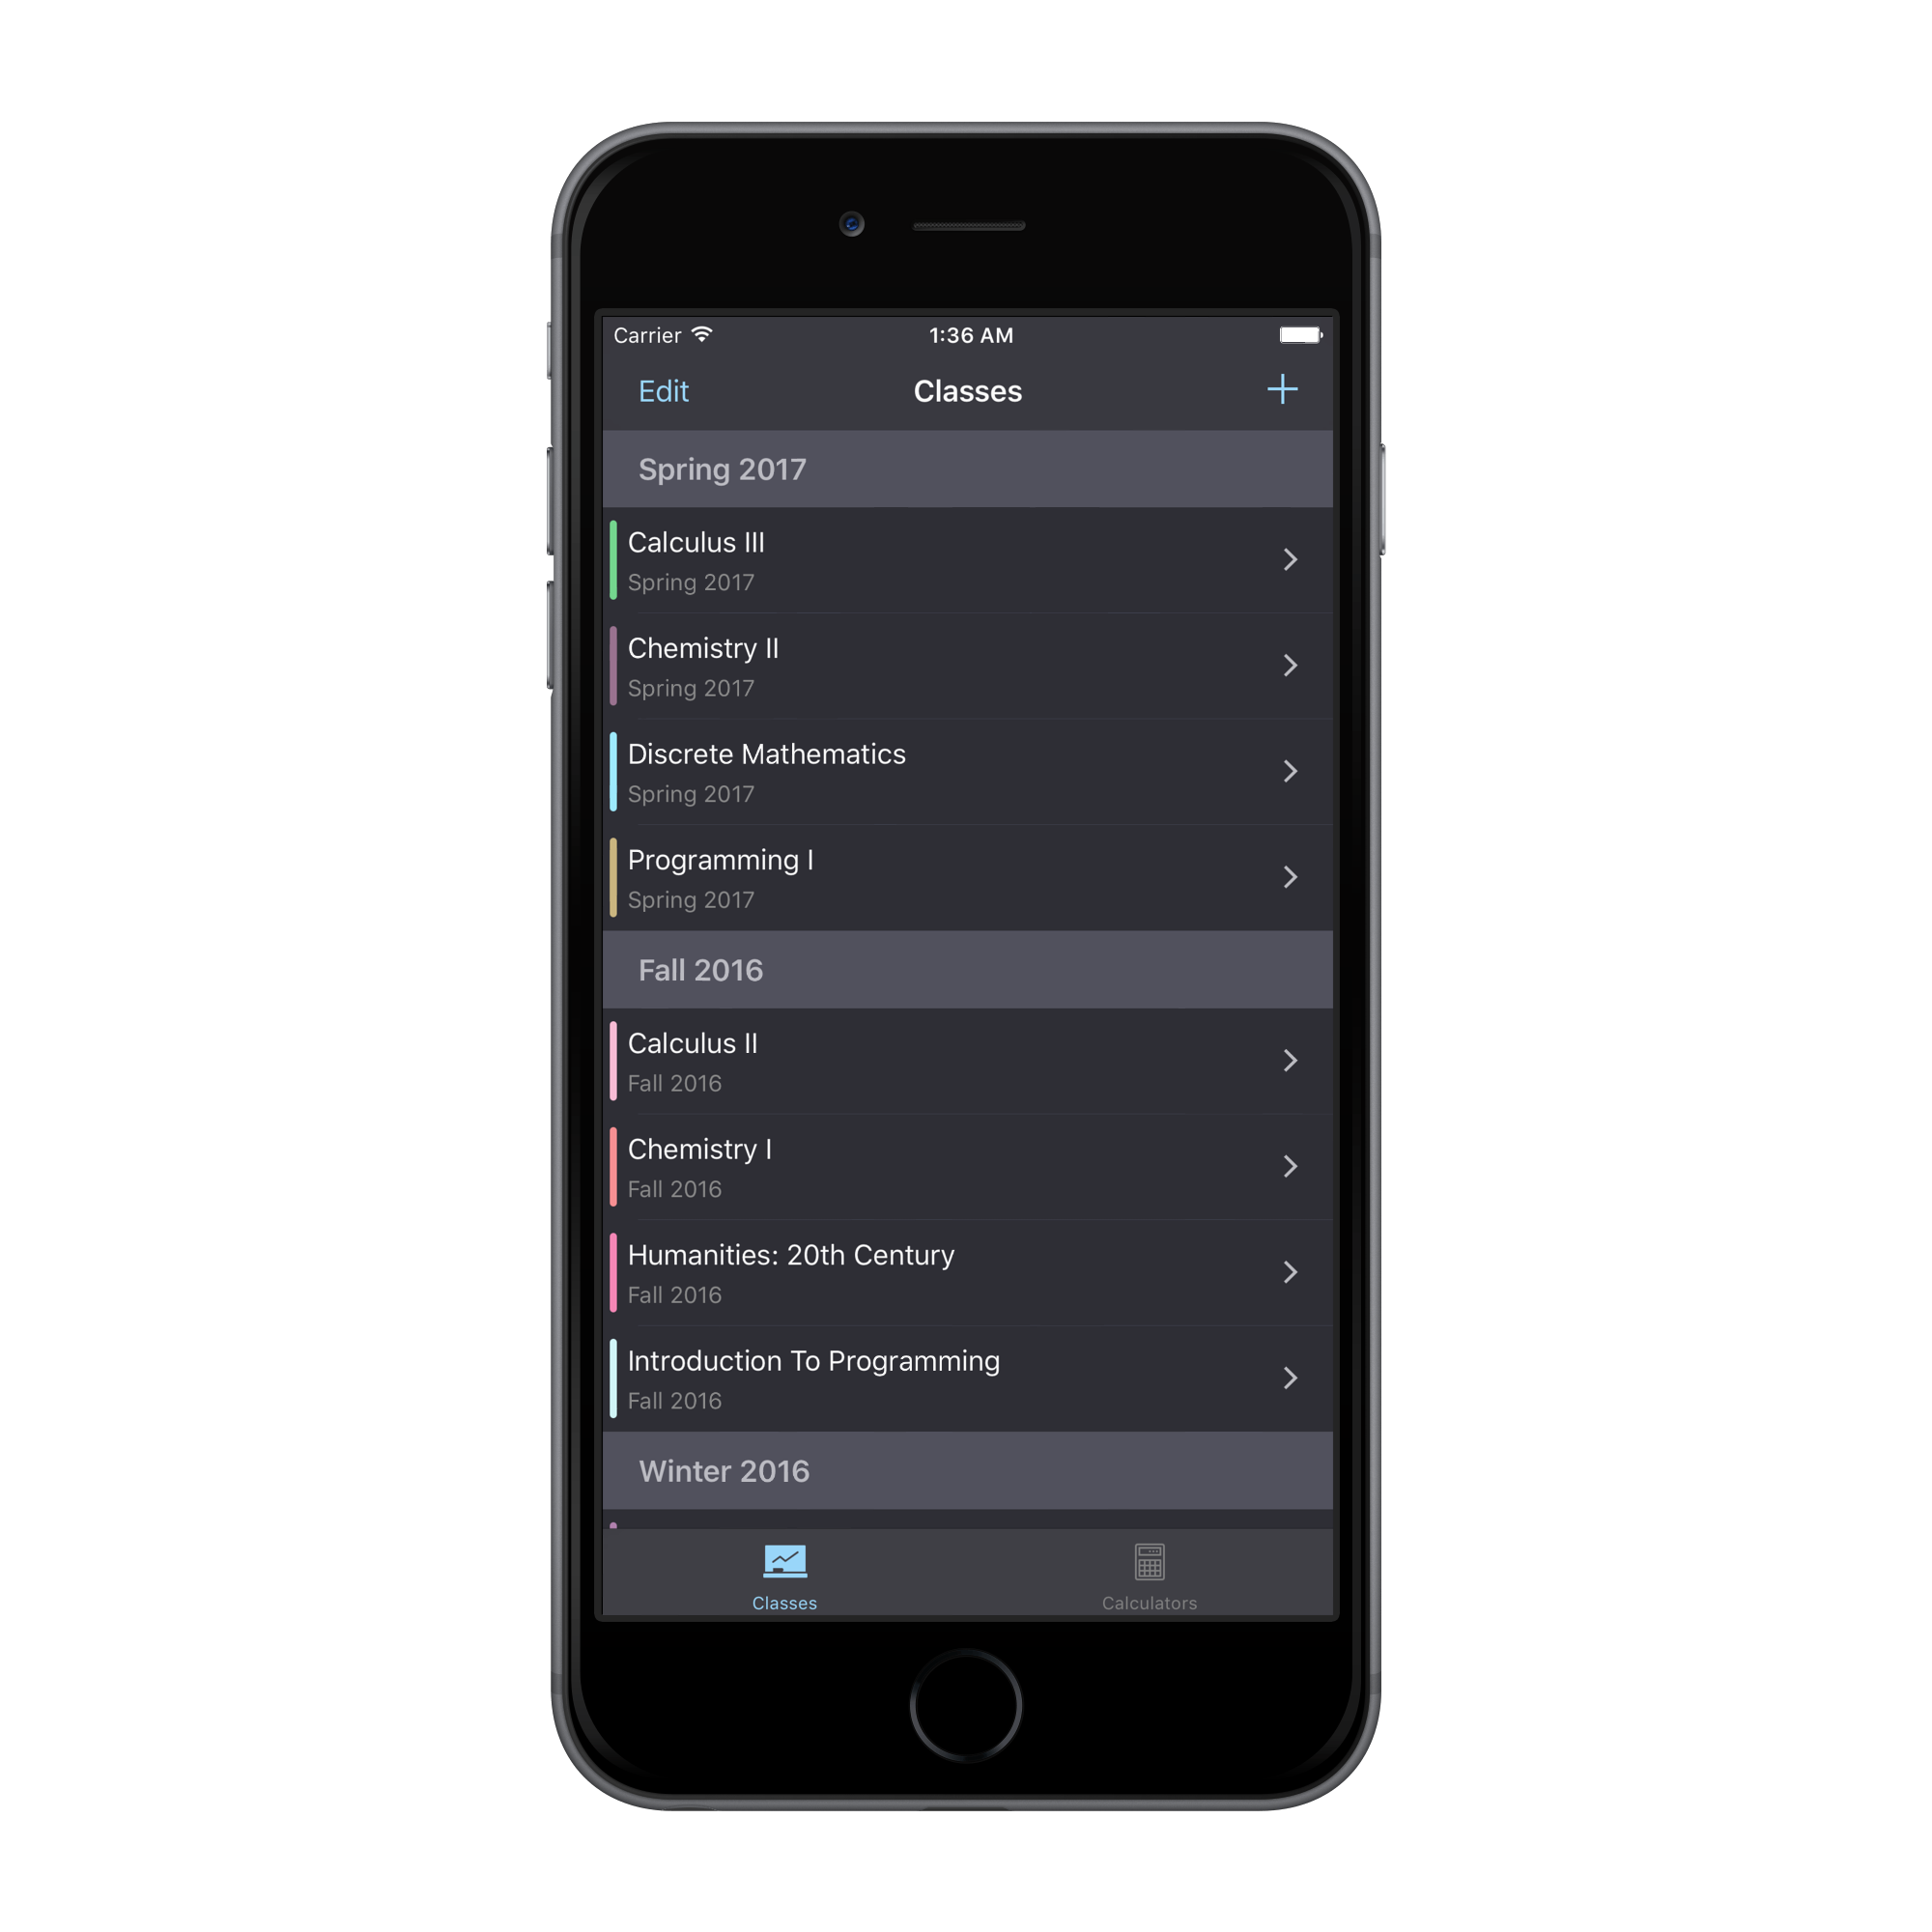 Carrier 1:36 AM
Edit Classes +
Spring 2017
Calculus III
Spring 2017
Chemistry II
Spring 2017
Discrete Mathematics
Spring 2017
Programming I
Spring 2017
Fall 2016
Calculus II
Fall 2016
Chemistry I
Fall 2016
Humanities: 20th Century
Fall 2016
Introduction To Programming
Fall 2016
Winter 2016
Classes Calculators